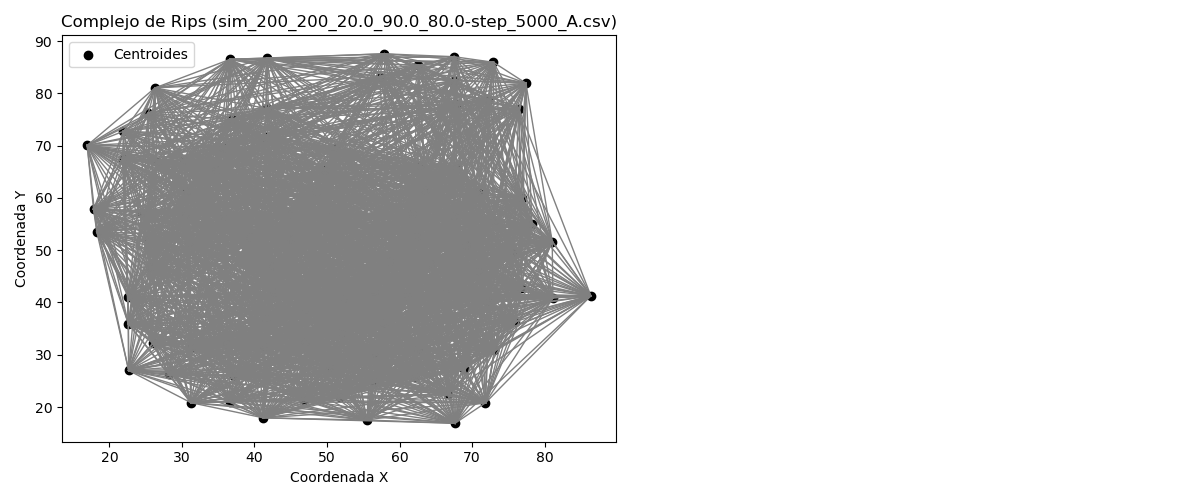 Complejo de Rips (sim_200_200_20.0_90.0_80.0-step_5000_A.csv)
Centroides
90
80
70
60
50
40
30
20
Coordenada Y
20 30 40 50 60 70 80
Coordenada X